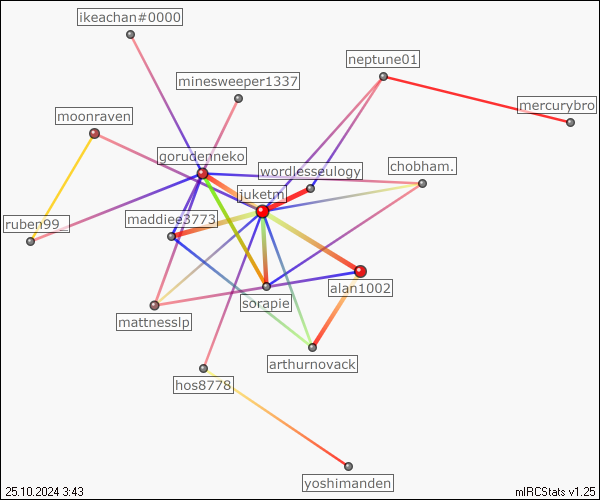 ikeachan#0000
neptune01
minesweeper1337
mercurybro
moonraven
gorudenneko
wordlesseulogy
chobham.
juketm
maddiee3773
ruben99_
alan1002
sorapie
mattnesslp
arthurnovack
hos8778
yoshimanden
25.10.2024 3:43
mIRCStats v1.25